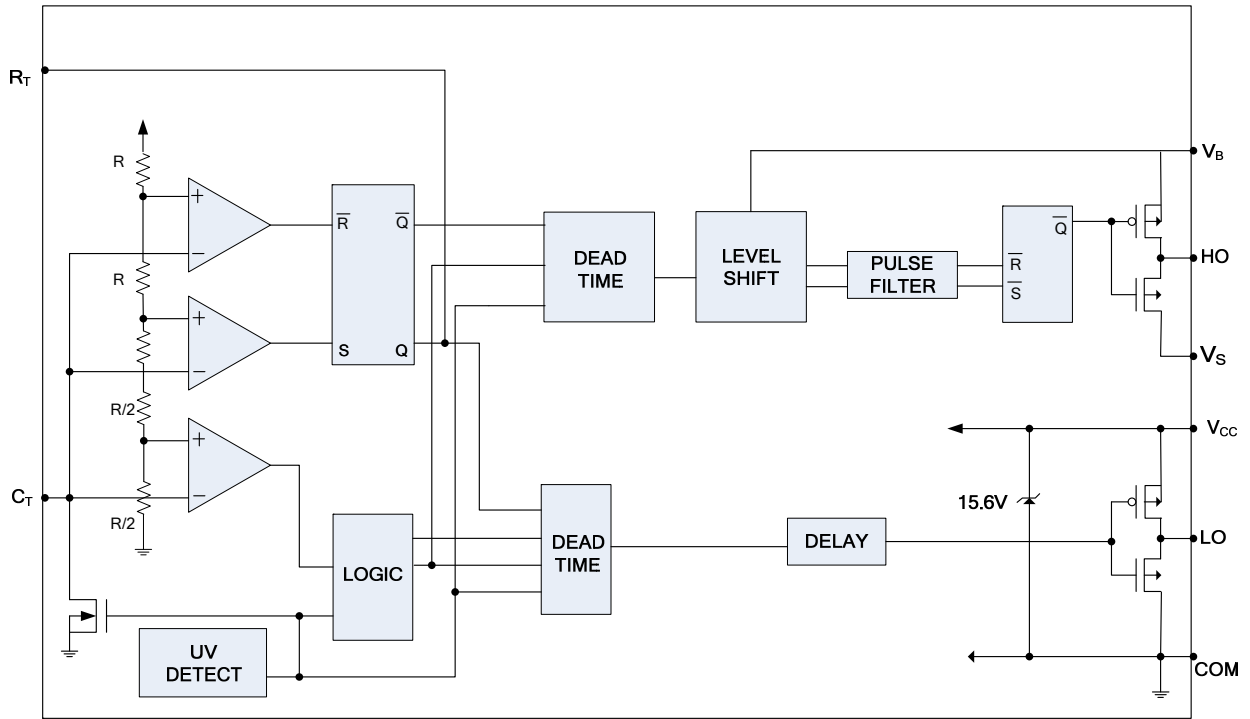 R_T
R
+
−
R
+
−
R/2
+
−
R/2
C_T
R̅
Q̅
S
Q
DEAD
TIME
LEVEL
SHIFT
PULSE
FILTER
Q̅
R̅
S̅
V_B
HO
V_S
V_CC
15.6V
LO
COM
LOGIC
DEAD
TIME
DELAY
UV
DETECT